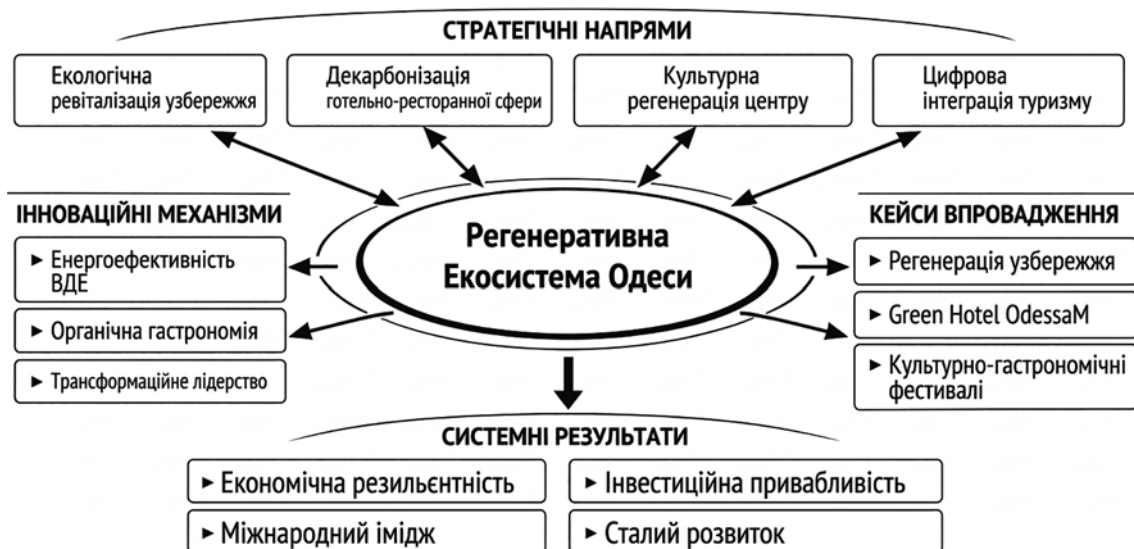 СТРАТЕГІЧНІ НАПРЯМИ
Екологічна
ревіталізація узбережжя
Декарбонізація
готельно-ресторанної сфери
Культурна
регенерація центру
Цифрова
інтеграція туризму
ІННОВАЦІЙНІ МЕХАНІЗМИ
► Енергоефективність
ВДЕ
► Органічна гастрономія
► Трансформаційне лідерство
Регенеративна
Екосистема Одеси
КЕЙСИ ВПРОВАДЖЕННЯ
► Регенерація узбережжя
► Green Hotel OdessaM
► Культурно-гастрономічні
фестивалі
СИСТЕМНІ РЕЗУЛЬТАТИ
► Економічна резильєнтність
► Інвестиційна привабливість
► Міжнародний імідж
► Сталий розвиток